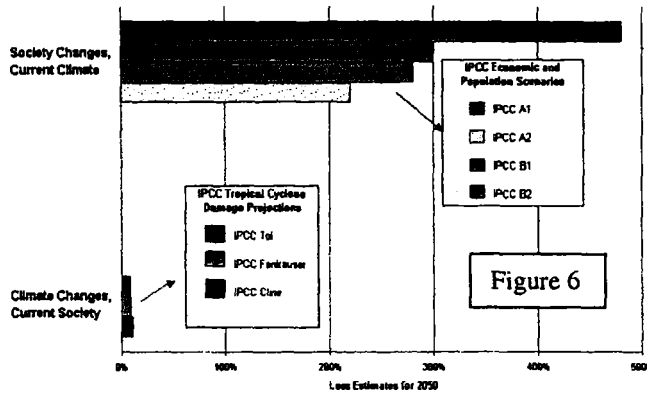 Society Changes,
Current Climate
IPCC Economic and
Population Scenarios
IPCC A1
IPCC A2
IPCC B1
IPCC B2
IPCC Tropical Cyclone
Damage Projections
IPCC Tol
IPCC Fankauser
IPCC Cline
Figure 6
Climate Changes,
Current Society
0% 100% 200% 300% 400% 500%
Loss Estimates for 2050